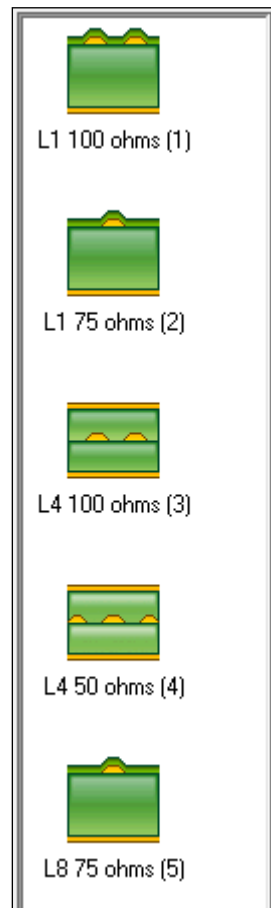 L1 100 ohms (1)
L1 75 ohms (2)
L4 100 ohms (3)
L4 50 ohms (4)
L8 75 ohms (5)